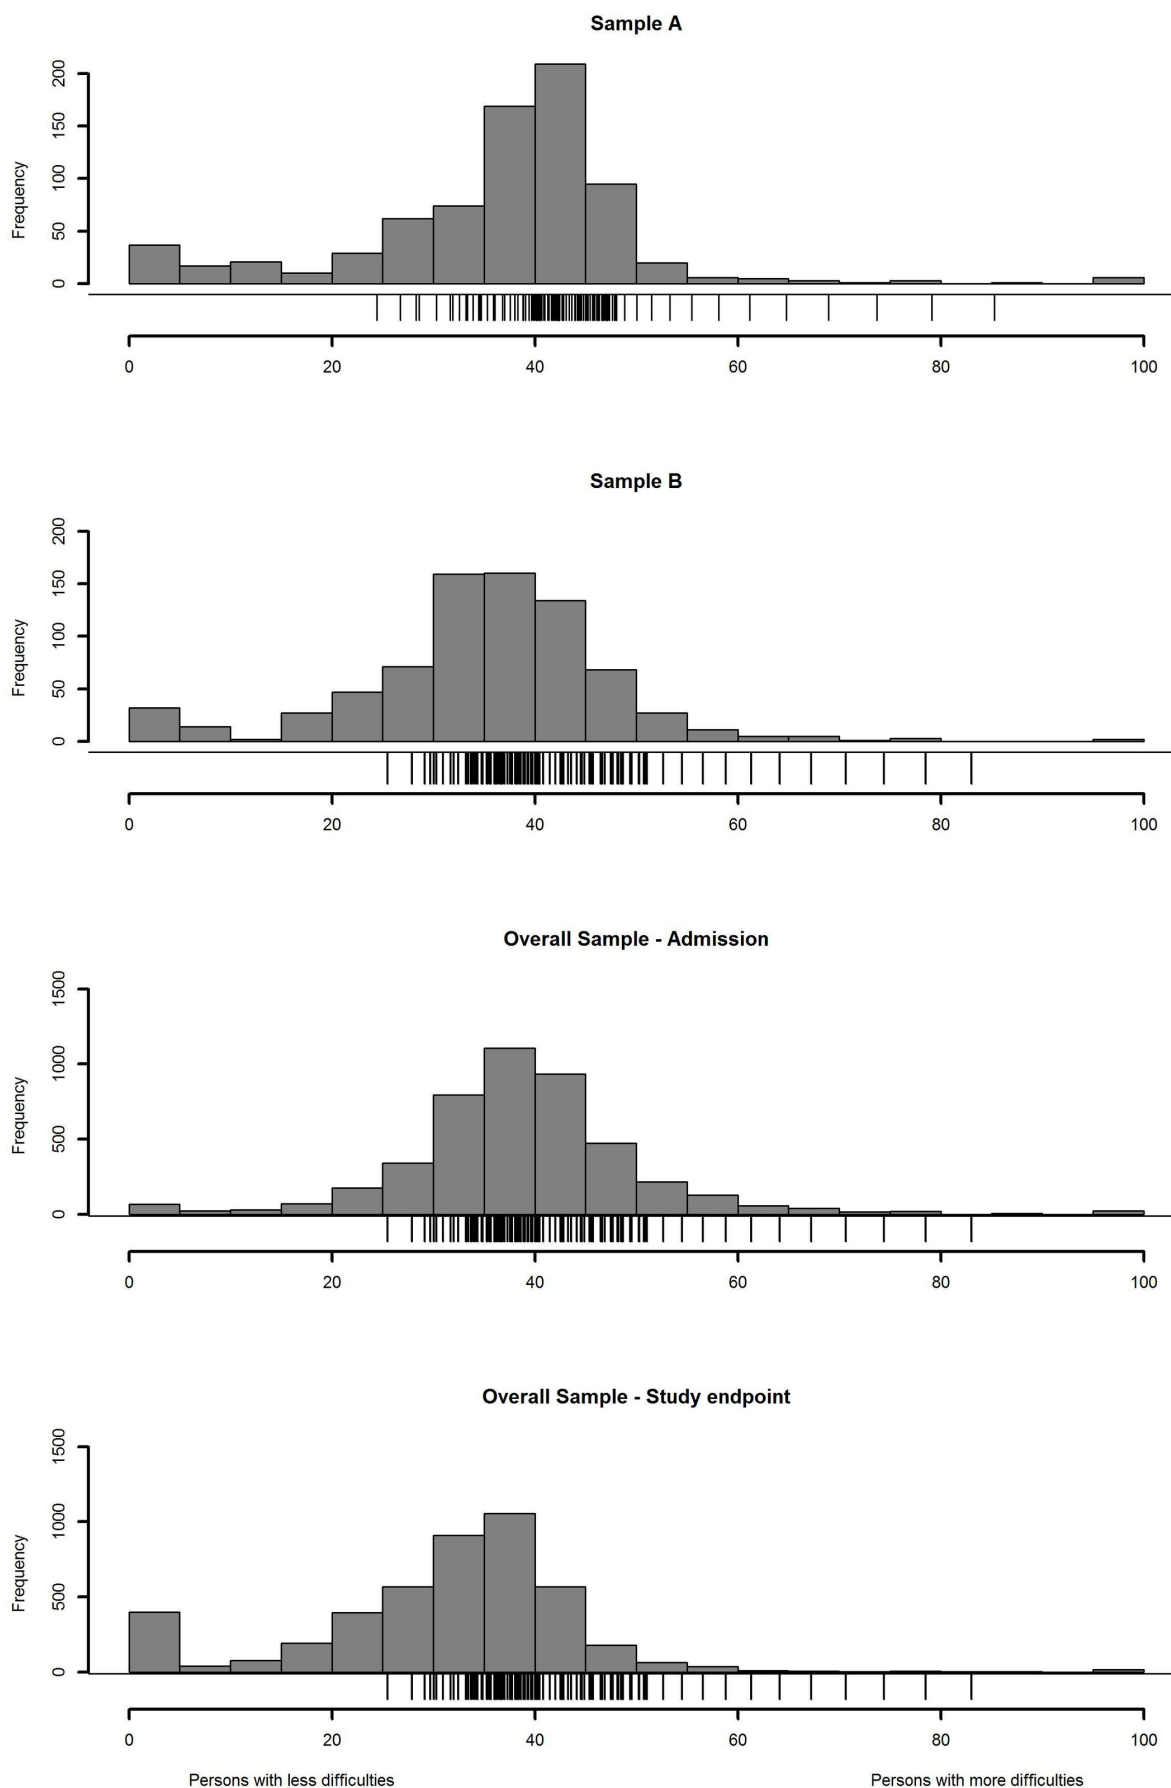 Sample A
Frequency
200
150
100
50
0
0 20 40 60 80 100
Sample B
Frequency
200
150
100
50
0
0 20 40 60 80 100
Overall Sample - Admission
Frequency
1500
1000
500
0
0 20 40 60 80 100
Overall Sample - Study endpoint
Frequency
1500
1000
500
0
0 20 40 60 80 100
Persons with less difficulties Persons with more difficulties